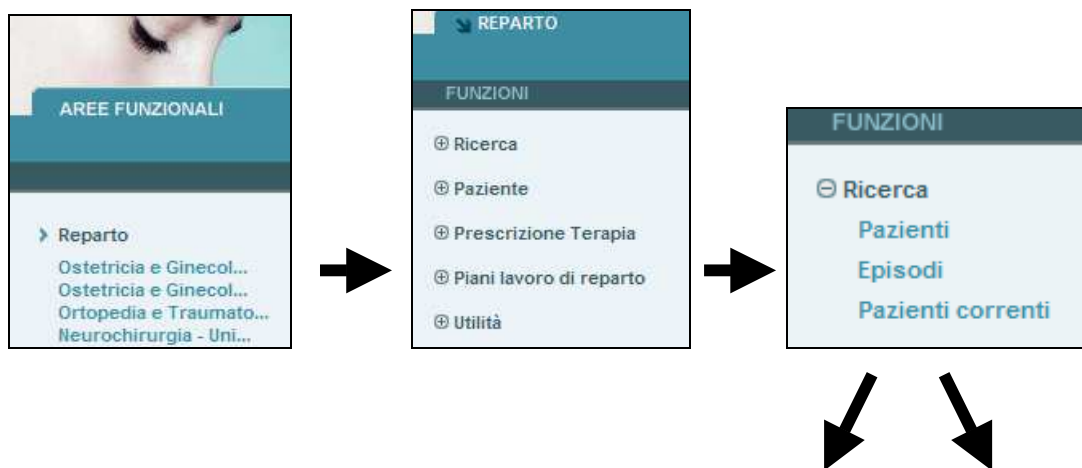 AREE FUNZIONALI
Reparto
Ostetricia e Ginecol...
Ostetricia e Ginecol...
Ortopedia e Traumato...
Neurochirurgia - Uni...
REPARTO
FUNZIONI
Ricerca
Paziente
Prescrizione Terapia
Piani lavoro di reparto
Utilità
FUNZIONI
Ricerca
Pazienti
Episodi
Pazienti correnti